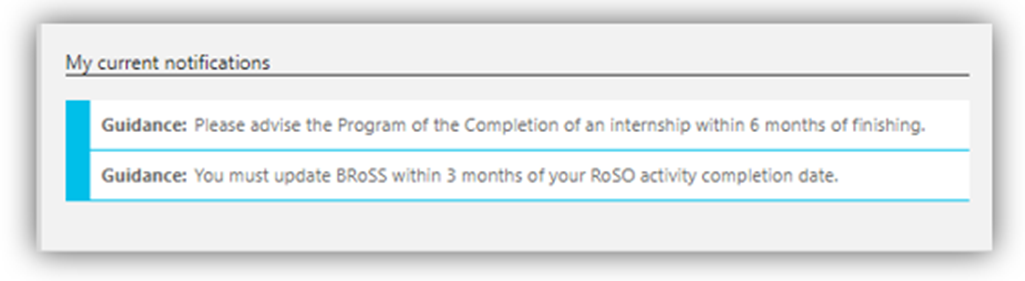 My current notifications
Guidance: Please advise the Program of the Completion of an internship within 6 months of finishing.
Guidance: You must update BRoSS within 3 months of your RoSO activity completion date.